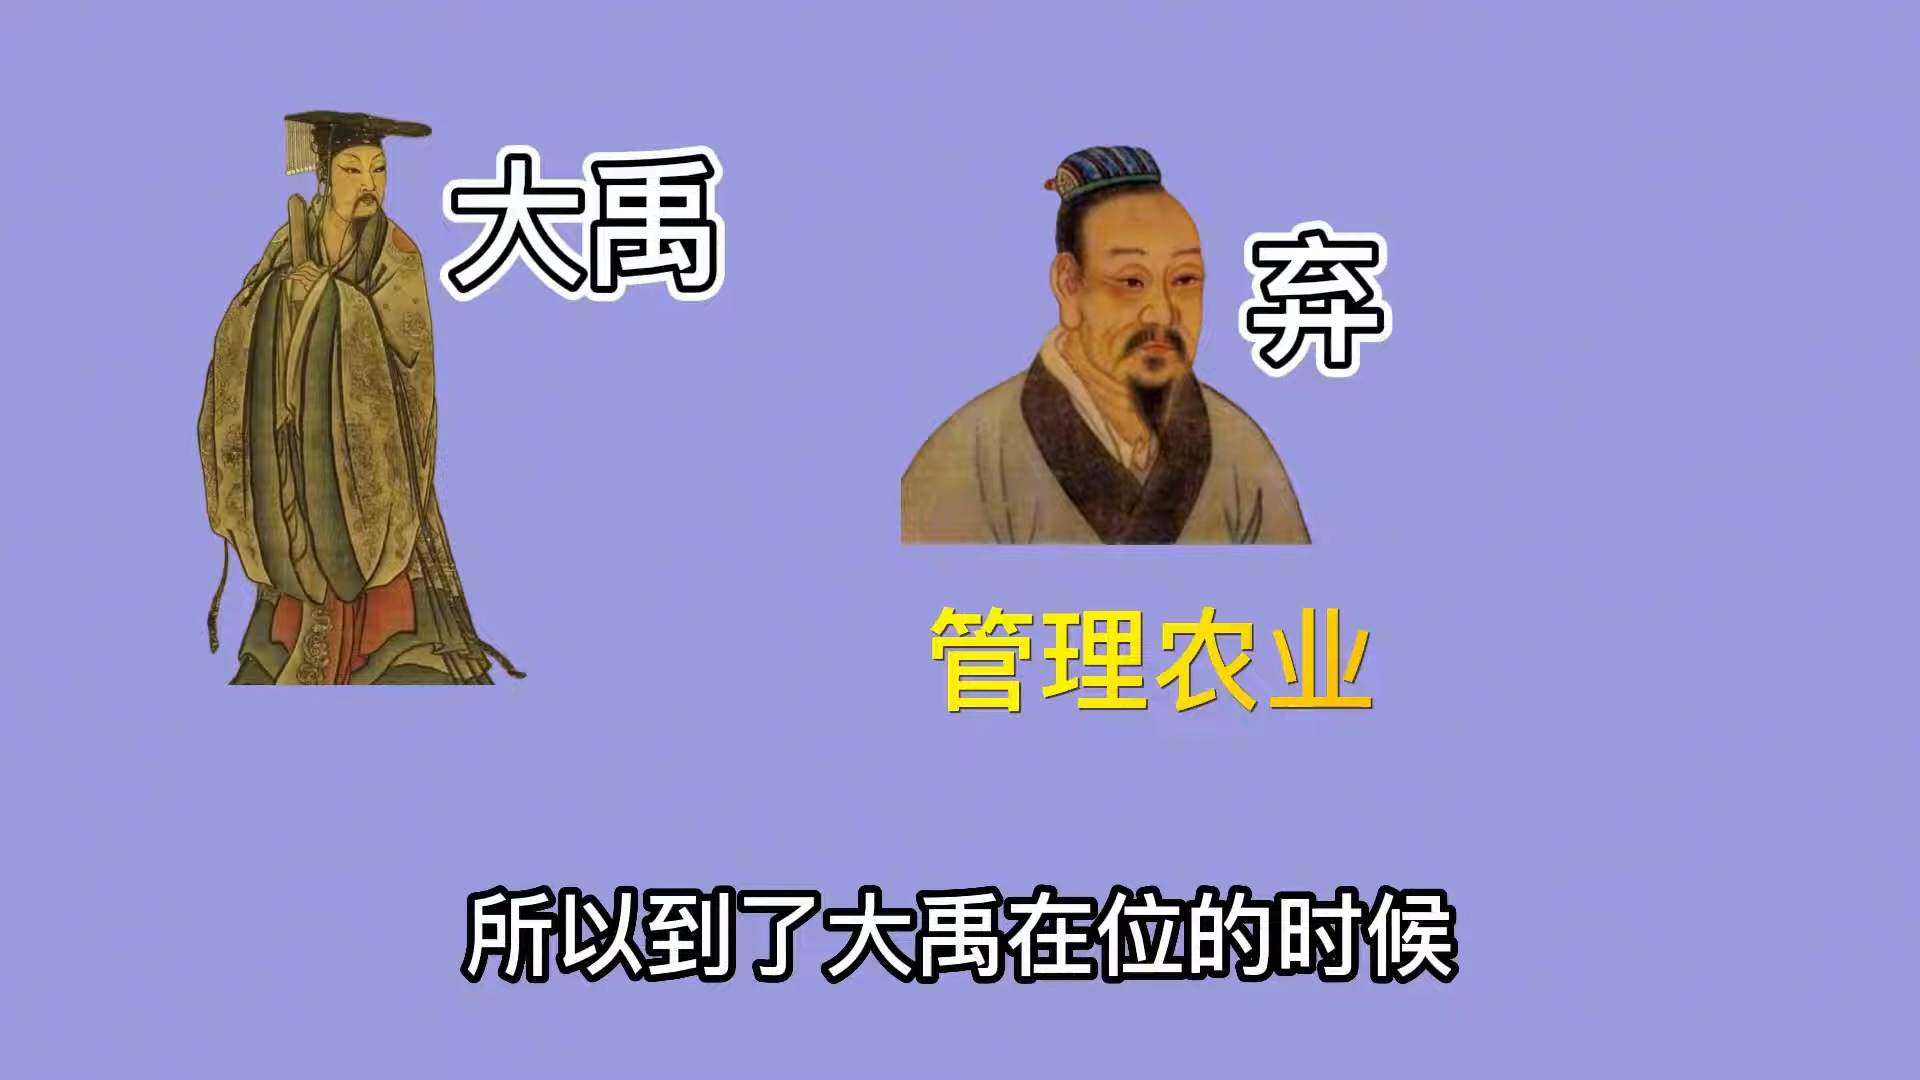 大禹
弃
管理农业
所以到了大禹在位的时候